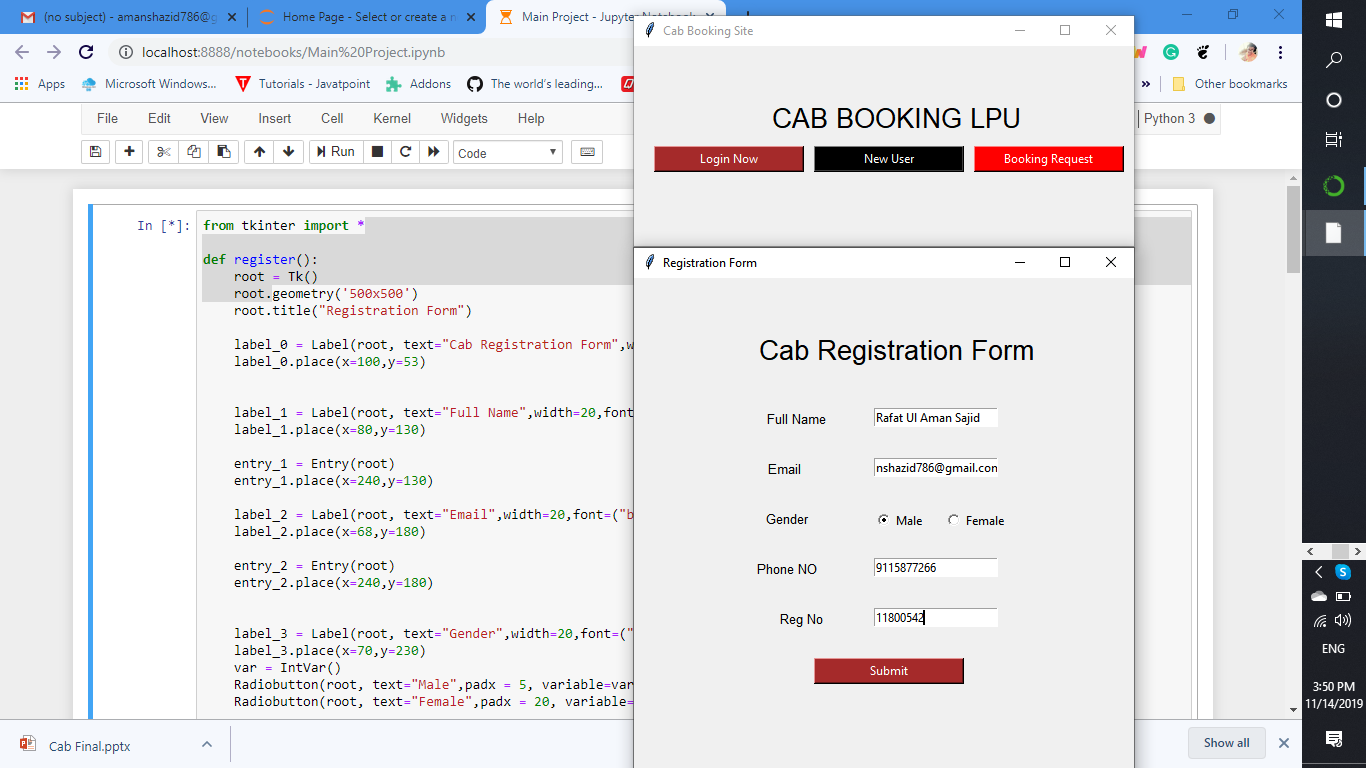 (no subject) - amanshazid786@g
Home Page - Select or create a n
Main Project - Jupyter Notebook
localhost:8888/notebooks/Main%20Project.ipynb
Apps
Microsoft Windows...
Tutorials - Javatpoint
Addons
The world's leading...
»
Other bookmarks
File Edit View Insert Cell Kernel Widgets Help
Python 3
Run
Code
In [*]:
from tkinter import *
def register():
root = Tk()
root.geometry('500x500')
root.title("Registration Form")
label_0 = Label(root, text="Cab Registration Form",w
label_0.place(x=100,y=53)
label_1 = Label(root, text="Full Name",width=20,font
label_1.place(x=80,y=130)
entry_1 = Entry(root)
entry_1.place(x=240,y=130)
label_2 = Label(root, text="Email",width=20,font=("b
label_2.place(x=68,y=180)
entry_2 = Entry(root)
entry_2.place(x=240,y=180)
label_3 = Label(root, text="Gender",width=20,font=("
label_3.place(x=70,y=230)
var = IntVar()
Radiobutton(root, text="Male",padx = 5, variable=var
Radiobutton(root, text="Female",padx = 20, variable=
Cab Booking Site
CAB BOOKING LPU
Login Now
New User
Booking Request
Registration Form
Cab Registration Form
Full Name
Rafat Ul Aman Sajid
Email
nshazid786@gmail.con
Gender
Male
Female
Phone NO
9115877266
Reg No
11800542
Submit
Cab Final.pptx
Show all
S
ENG
3:50 PM
11/14/2019